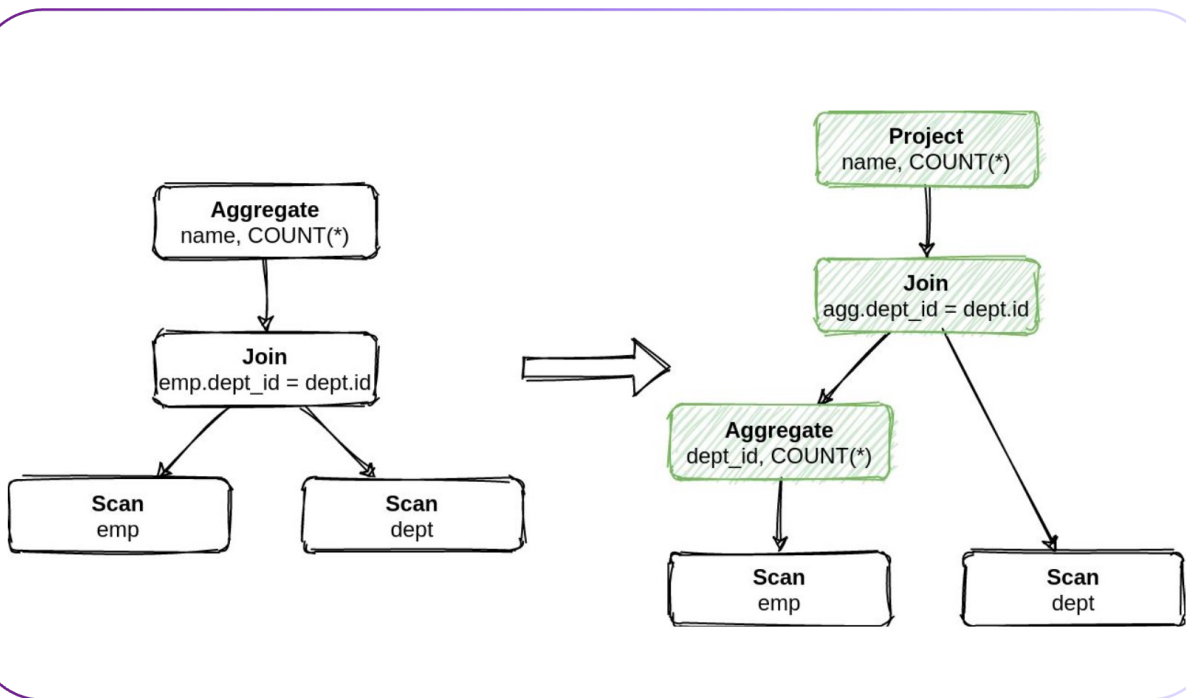 Aggregate
name, COUNT(*)
Join
emp.dept_id = dept.id
Scan
emp
Scan
dept
Project
name, COUNT(*)
Join
agg.dept_id = dept.id
Aggregate
dept_id, COUNT(*)
Scan
emp
Scan
dept